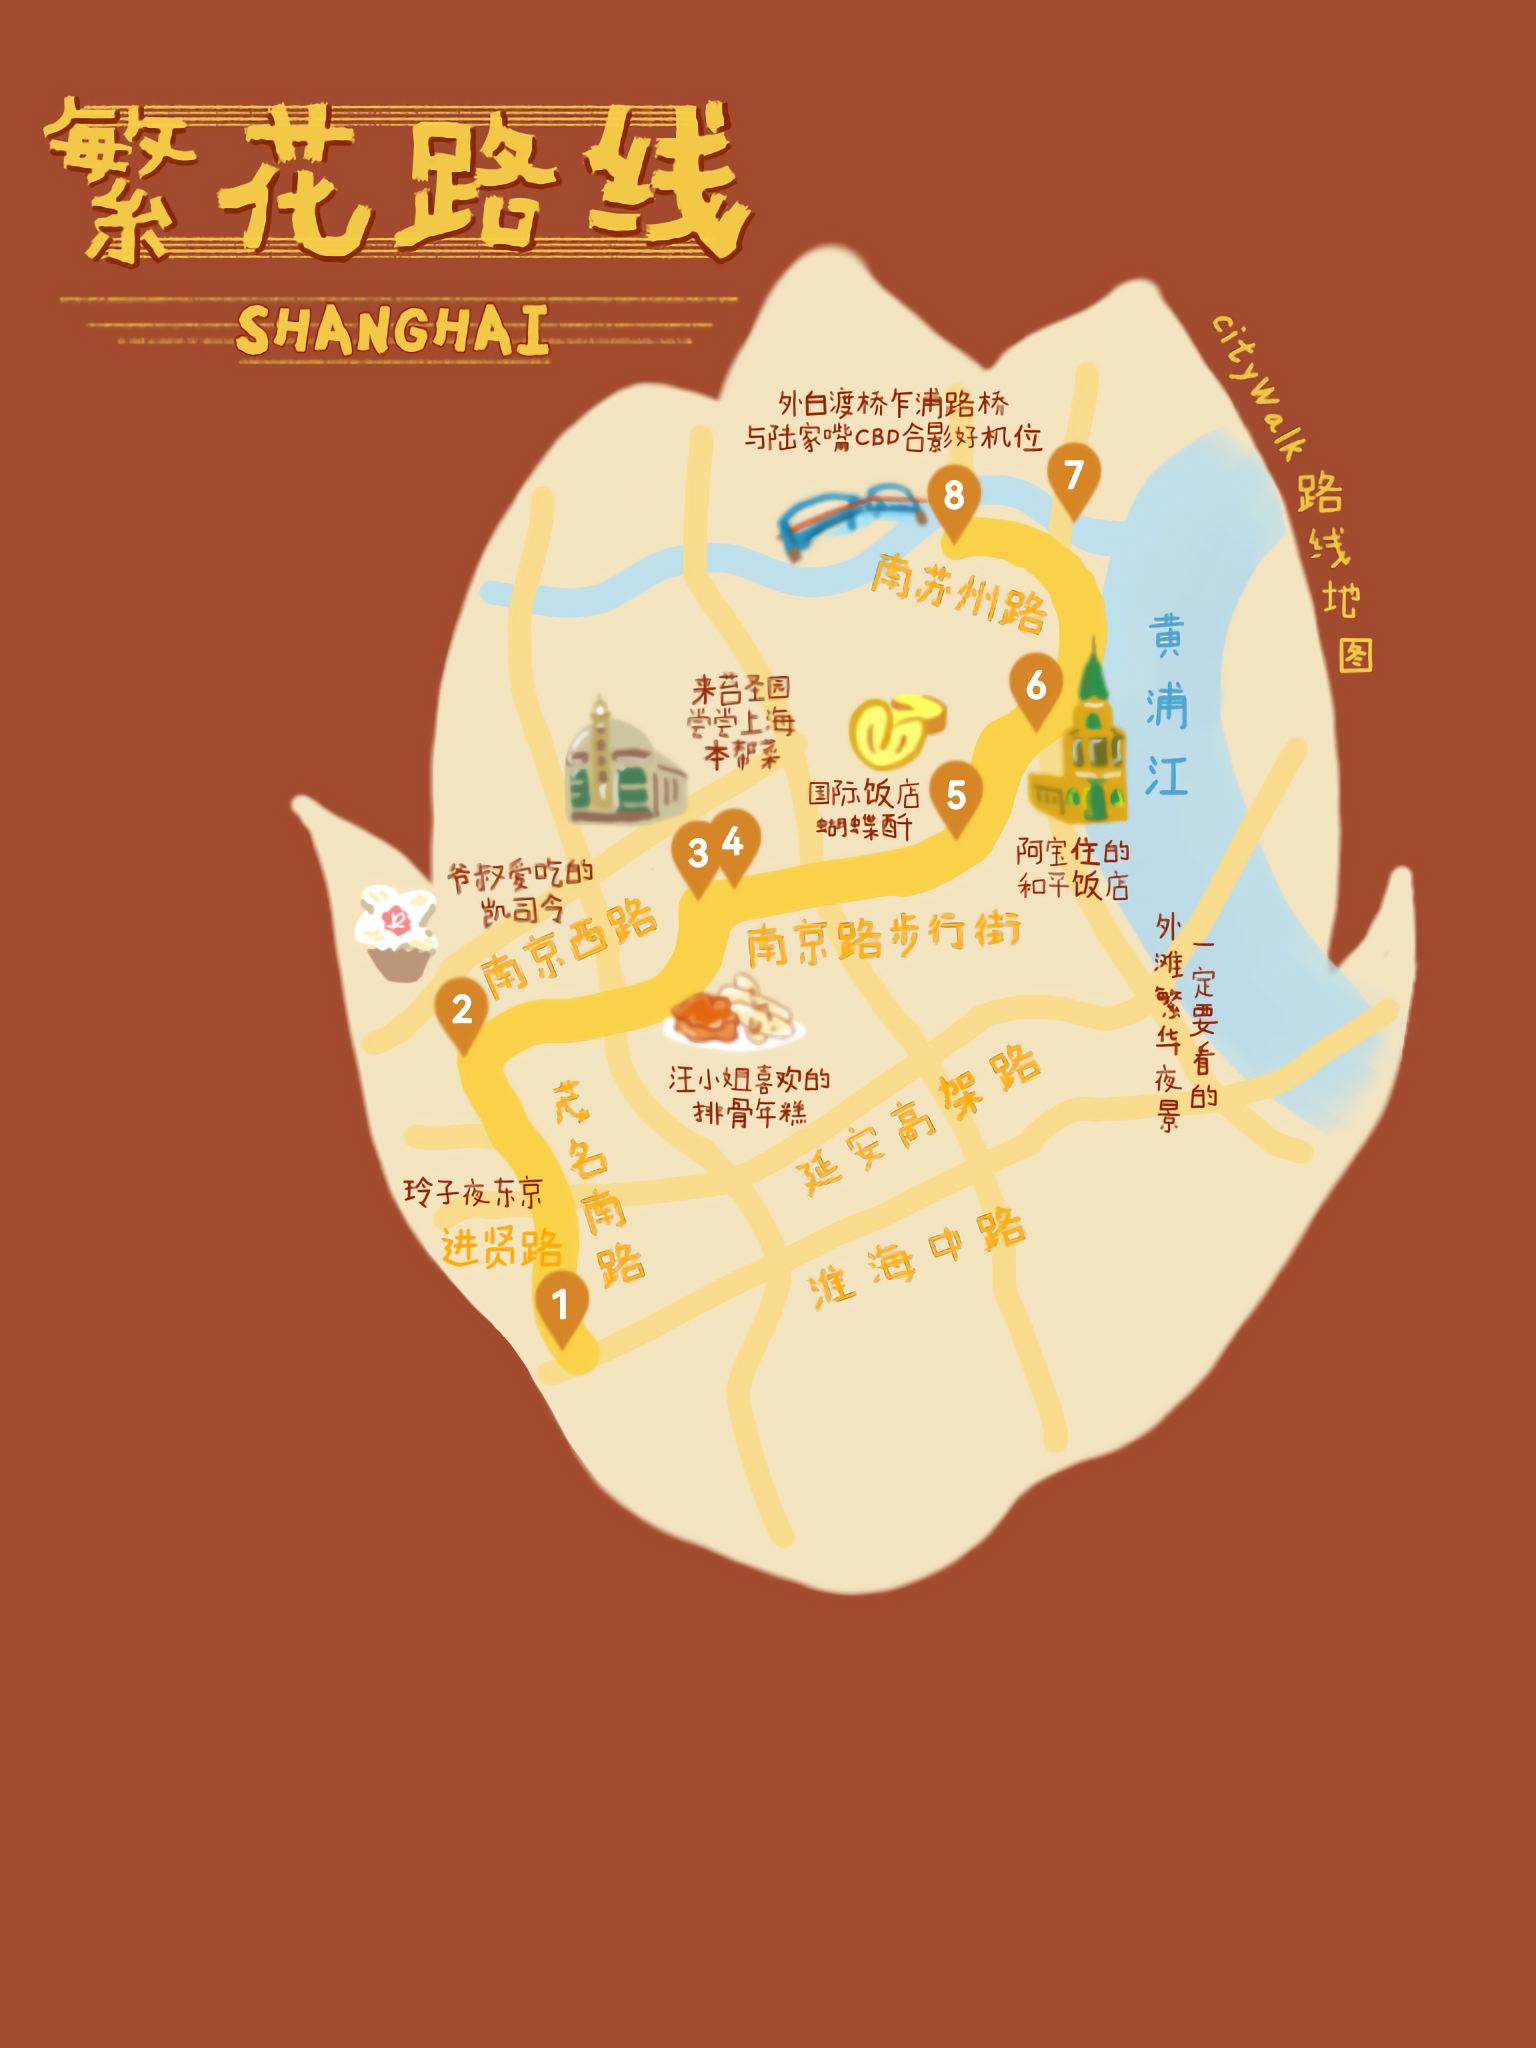 繁花路线
SHANGHAI
cityWalk路线地图
外白渡桥乍浦路桥
与陆家嘴CBD合影好机位
8
7
南苏州路
黄浦江
6
来苔圣园
尝尝上海
本帮菜
国际饭店
蝴蝶酥
5
阿宝住的
和平饭店
3
4
爷叔爱吃的
凯司令
南京西路
南京路步行街
一定要看的
外滩繁华夜景
2
汪小姐喜欢的
排骨年糕
茂名南路
延安高架路
玲子夜东京
进贤路
淮海中路
1